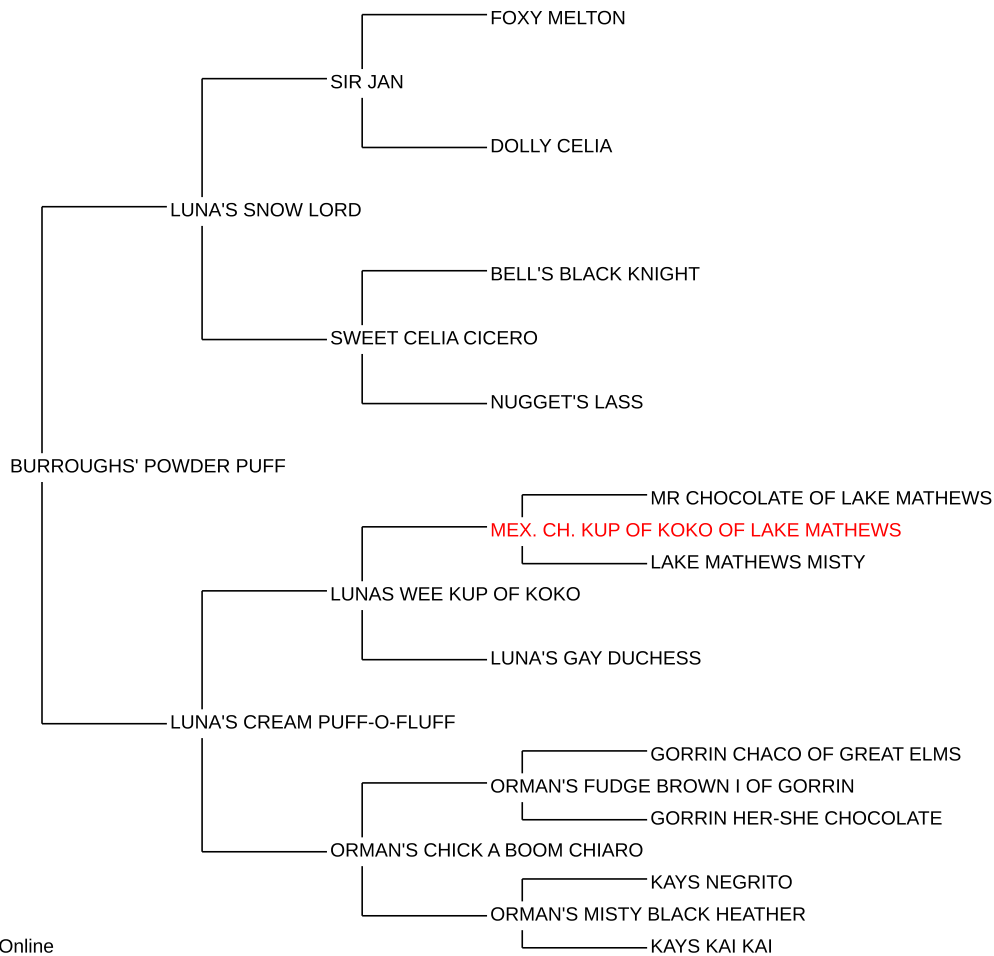 FOXY MELTON
SIR JAN
DOLLY CELIA
LUNA'S SNOW LORD
BELL'S BLACK KNIGHT
SWEET CELIA CICERO
NUGGET'S LASS
BURROUGHS' POWDER PUFF
MR CHOCOLATE OF LAKE MATHEWS
MEX. CH. KUP OF KOKO OF LAKE MATHEWS
LAKE MATHEWS MISTY
LUNAS WEE KUP OF KOKO
LUNA'S GAY DUCHESS
LUNA'S CREAM PUFF-O-FLUFF
GORRIN CHACO OF GREAT ELMS
ORMAN'S FUDGE BROWN I OF GORRIN
GORRIN HER-SHE CHOCOLATE
ORMAN'S CHICK A BOOM CHIARO
KAYS NEGRITO
ORMAN'S MISTY BLACK HEATHER
KAYS KAI KAI
Online